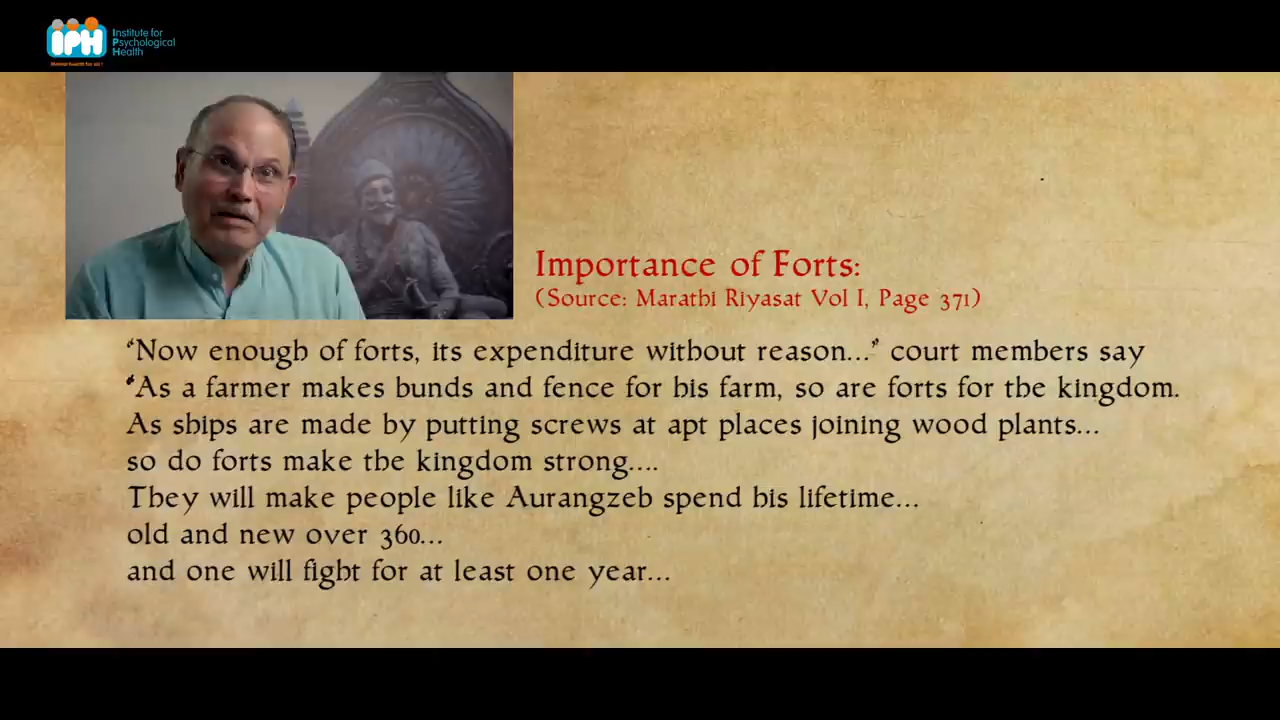 IPH
Institute for
Psychological
Health
Importance of Forts:
(Source: Marathi Riyasat Vol I, Page 371)
“Now enough of forts, its expenditure without reason...” court members say
“As a farmer makes bunds and fence for his farm, so are forts for the kingdom.
As ships are made by putting screws at apt places joining wood plants...
so do forts make the kingdom strong....
They will make people like Aurangzeb spend his lifetime...
old and new over 360...
and one will fight for at least one year...